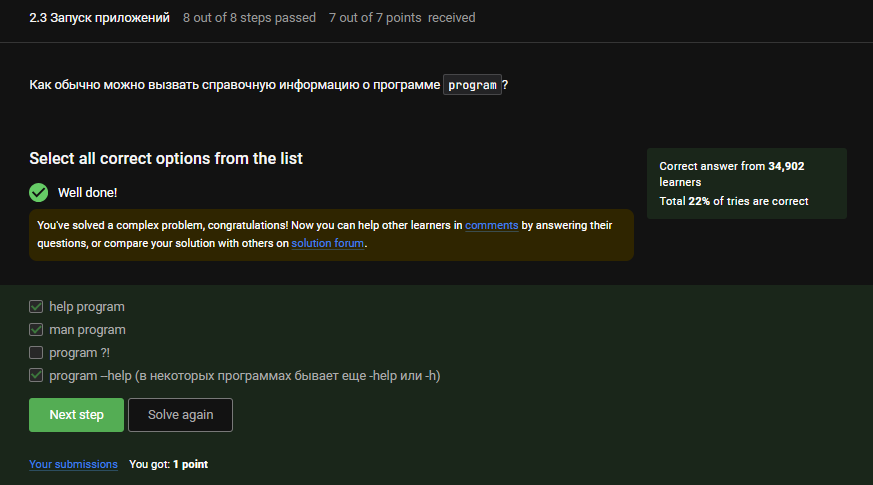 2.3 Запуск приложений 8 out of 8 steps passed 7 out of 7 points received
Как обычно можно вызвать справочную информацию о программе program?
Select all correct options from the list
Correct answer from 34,902
learners
Total 22% of tries are correct
Well done!
You've solved a complex problem, congratulations! Now you can help other learners in comments by answering their
questions, or compare your solution with others on solution forum.
help program
man program
program ?!
program --help (в некоторых программах бывает еще -help или -h)
Next step Solve again
Your submissions You got: 1 point